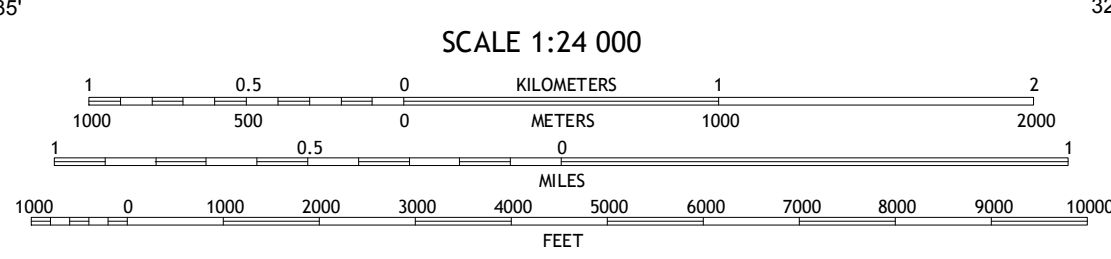 35'
32
SCALE 1:24 000
1 0.5 0 KILOMETERS 1 2
1000 500 0 METERS 1000 2000
1 0.5 0 1
MILES
1000 0 1000 2000 3000 4000 5000 6000 7000 8000 9000 10000
FEET